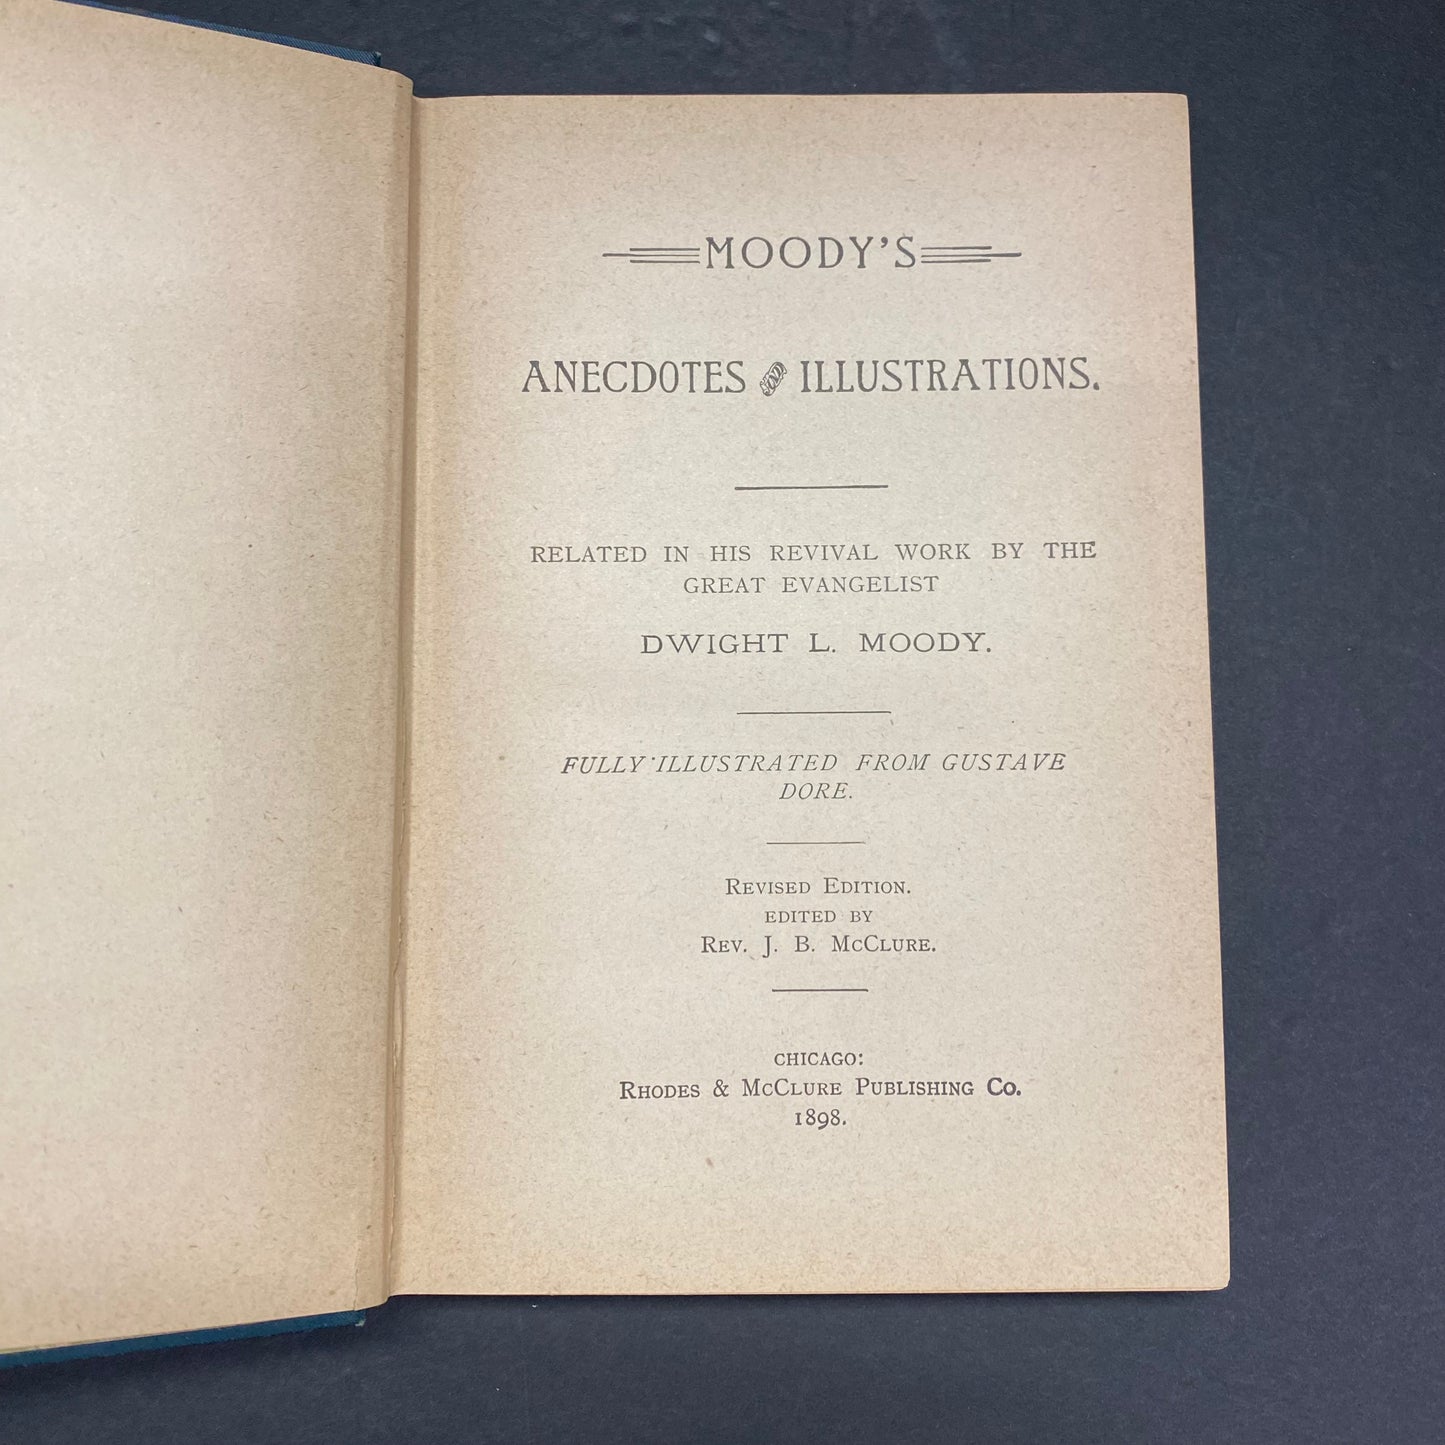 MOODY'S
ANECDOTES AND ILLUSTRATIONS.
RELATED IN HIS REVIVAL WORK BY THE
GREAT EVANGELIST
DWIGHT L. MOODY.
FULLY ILLUSTRATED FROM GUSTAVE
DORE.
REVISED EDITION.
EDITED BY
REV. J. B. MCCLURE.
CHICAGO:
RHODES & MCCLURE PUBLISHING CO.
1898.